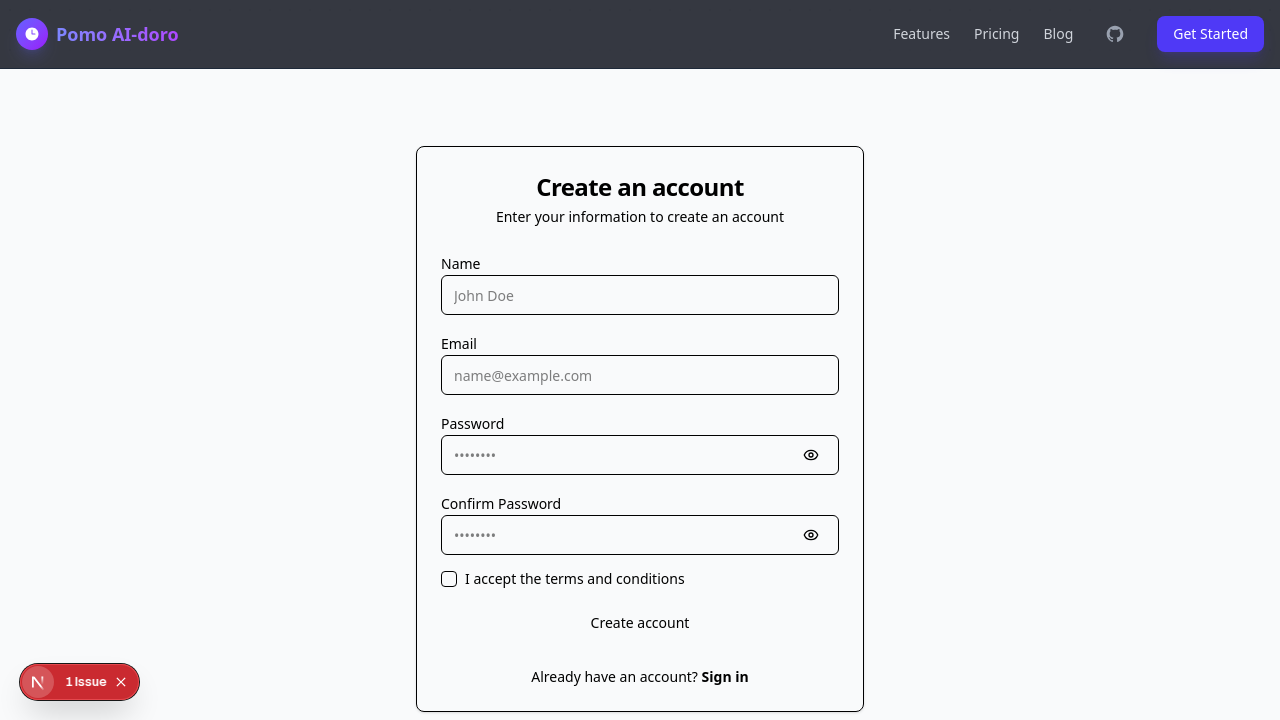 Pomo AI-doro
Features
Pricing
Blog
Get Started
Create an account
Enter your information to create an account
Name
John Doe
Email
name@example.com
Password
••••••••
Confirm Password
••••••••
I accept the terms and conditions
Create account
Already have an account? Sign in
1 Issue